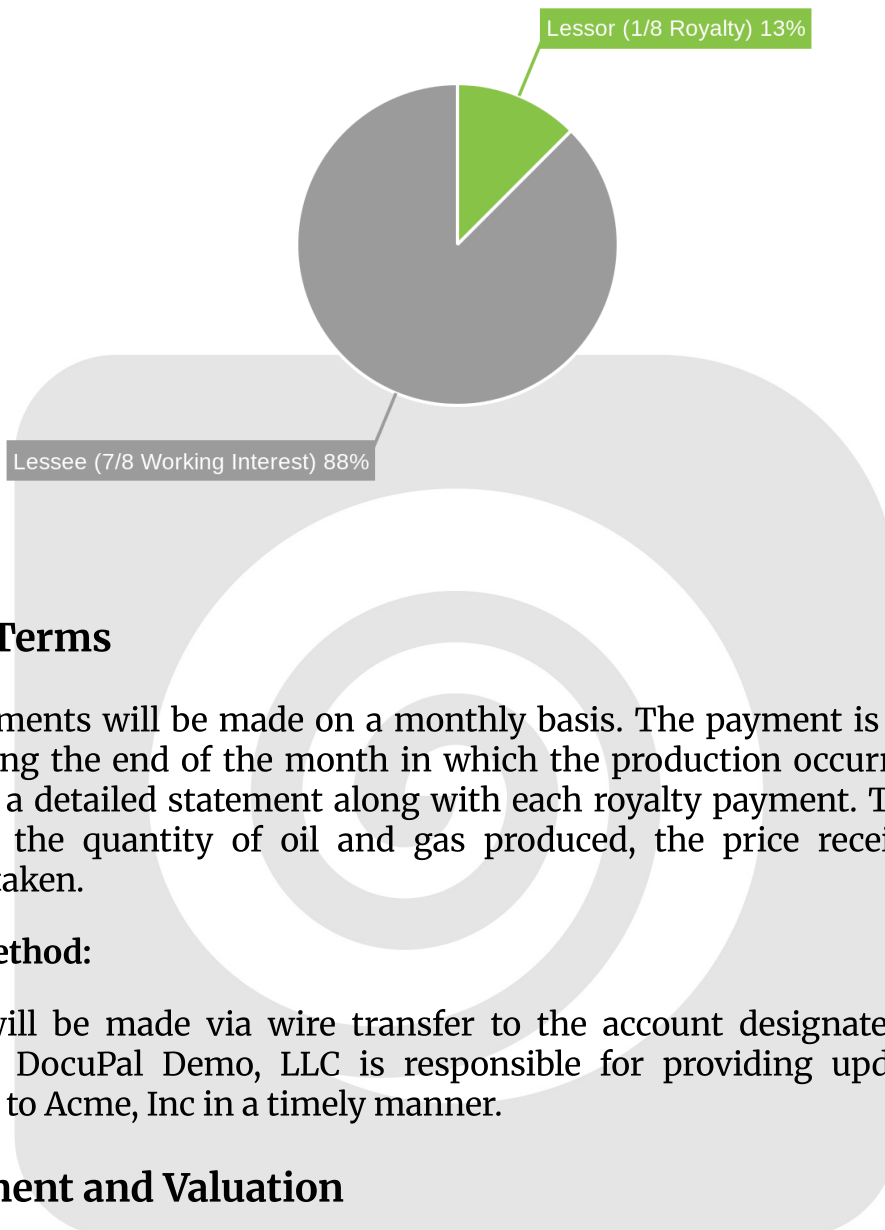 Lessor (1/8 Royalty) 13%
Lessee (7/8 Working Interest) 88%
Terms
ments will be made on a monthly basis. The payment is
ng the end of the month in which the production occurr
a detailed statement along with each royalty payment. T
the quantity of oil and gas produced, the price recei
taken.
ethod:
will be made via wire transfer to the account designate
DocuPal Demo, LLC is responsible for providing upd
to Acme, Inc in a timely manner.
nent and Valuation